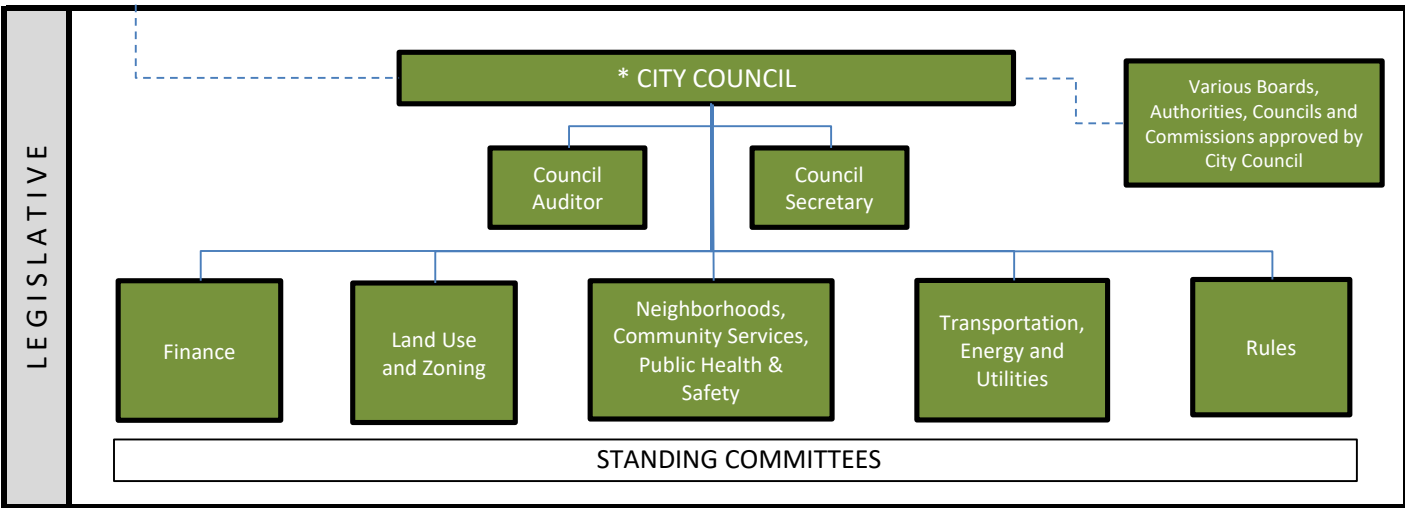 LEGISLATIVE
* CITY COUNCIL
Various Boards,
Authorities, Councils and
Commissions approved by
City Council
Council
Auditor
Council
Secretary
Finance
Land Use
and Zoning
Neighborhoods,
Community Services,
Public Health &
Safety
Transportation,
Energy and
Utilities
Rules
STANDING COMMITTEES